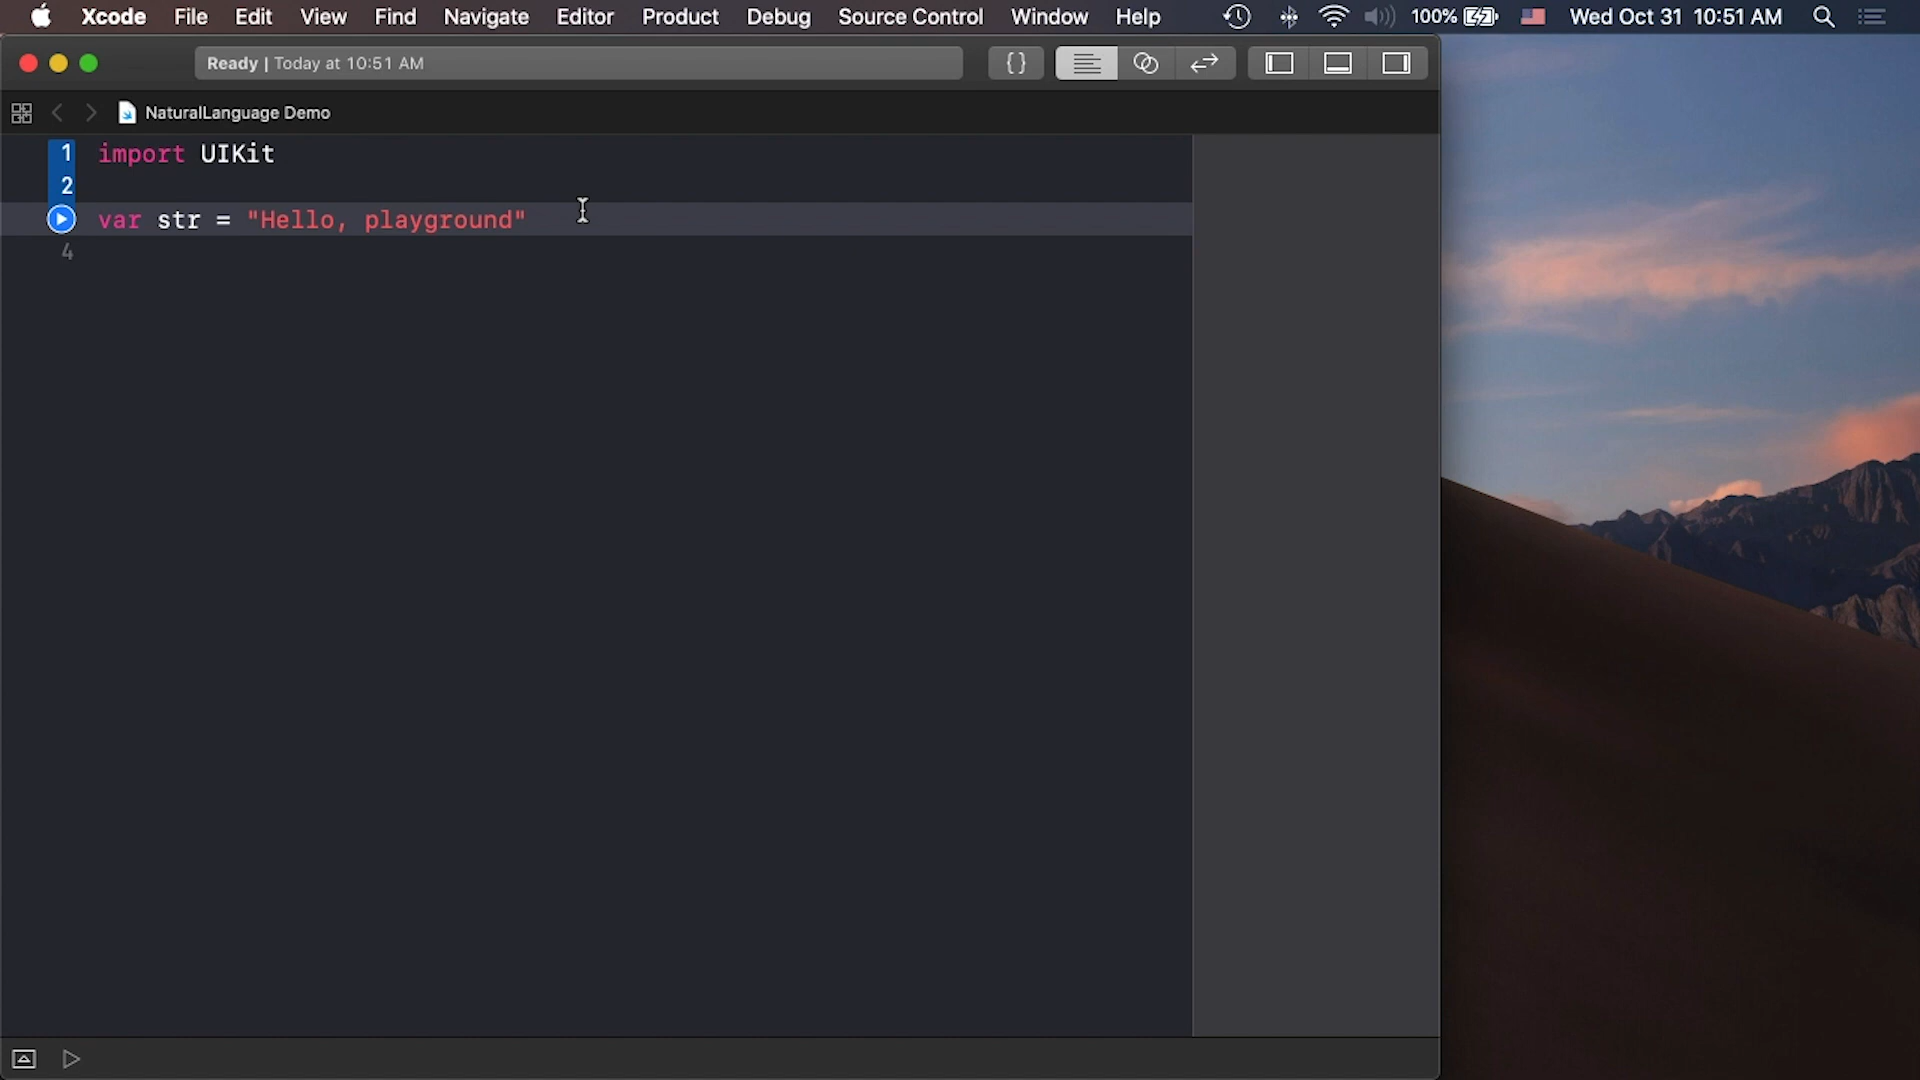 Xcode File Edit View Find Navigate Editor Product Debug Source Control Window Help 100% Wed Oct 31 10:51 AM
Ready | Today at 10:51 AM {}
NaturalLanguage Demo
1 import UIKit
2
var str = "Hello, playground"
4